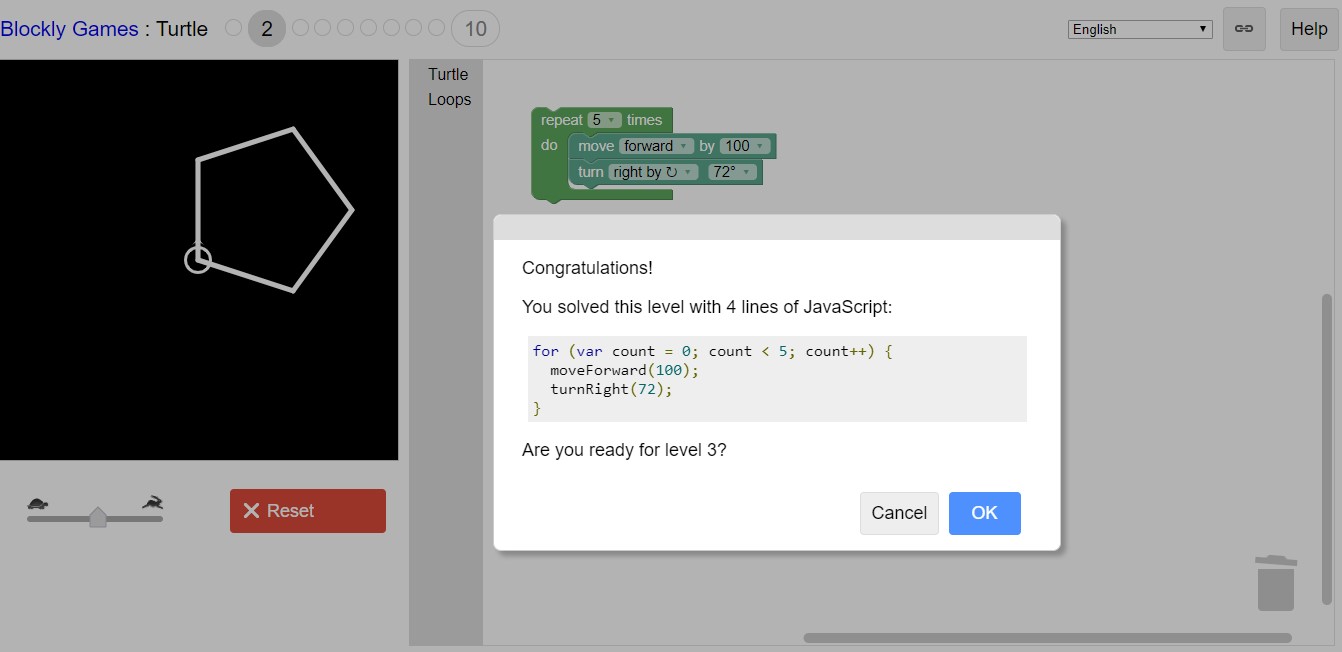 Blockly Games : Turtle 2 10 English Help
Turtle
Loops
repeat 5 times
do move forward by 100
turn right by ↻ 72°
Congratulations!
You solved this level with 4 lines of JavaScript:
for (var count = 0; count < 5; count++) {
  moveForward(100);
  turnRight(72);
}
Are you ready for level 3?
Cancel OK
Reset